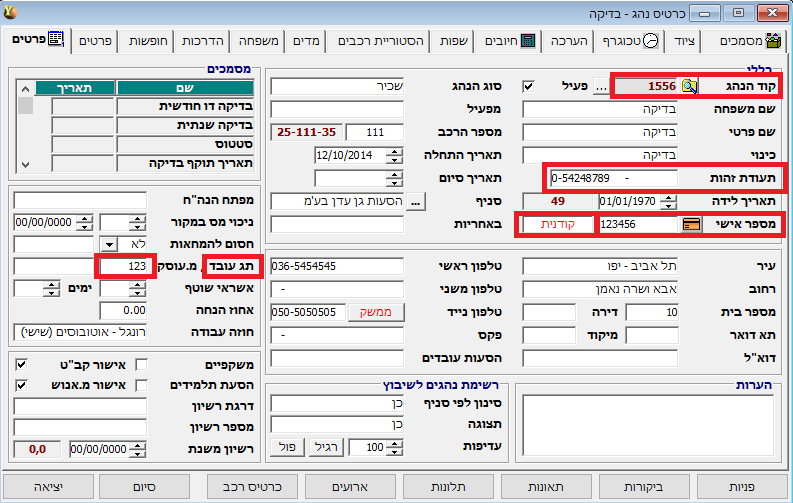 כרטיס נהג - בדיקה
מסמכים
ציוד
טכוגרף
הערכה
חיובים
שפות
הסטוריית רכבים
מדים
משפחה
הדרכות
חופשות
פרטים
פרטים
כללי
קוד הנהג 1556 ... פעיל
שם משפחה בדיקה
שם פרטי בדיקה
כינוי בדיקה
תעודת זהות 0-54248789 -
תאריך לידה 01/01/1970 49
מספר אישי 123456 קודנית
סוג הנהג שכיר
מפעיל
מספר הרכב 111 25-111-35
תאריך התחלה 12/10/2014
תאריך סיום
סניף ... הסעות גן עדן בע'מ
באחריות
מסמכים
שם תאריך
בדיקה דו חודשית
בדיקה שנתית
סטטוס
תאריך תוקף בדיקה
מפתח הנה"ח
ניכוי מס במקור 00/00/0000
חסום להמחאות לא
תג עובד / מ.עוסק 123
אשראי שוטף ימים
אחוז הנחה 0.00
חוזה עבודה רונגל - אוטובוסים (שישי)
עיר תל אביב - יפו
רחוב אבא ושרה נאמן
מספר בית 10 דירה
תא דואר מיקוד
דוא"ל
טלפון ראשי 036-5454545
טלפון משני -
טלפון נייד ממשק 050-5050505
פקס -
הסעות עובדים
משקפיים אישור קב"ט
הסעת תלמידים אישור מ.אנוש
דרגת רשיון
מספר רשיון
רשיון משנת 00/00/0000 0,0
הערות
רשימת נהגים לשיבוץ
סינון לפי סניף כן
תצוגה כן
עדיפות 100 רגיל פול
פניות
ביקורות
תאונות
תלונות
ארועים
כרטיס רכב
סיום
יציאה